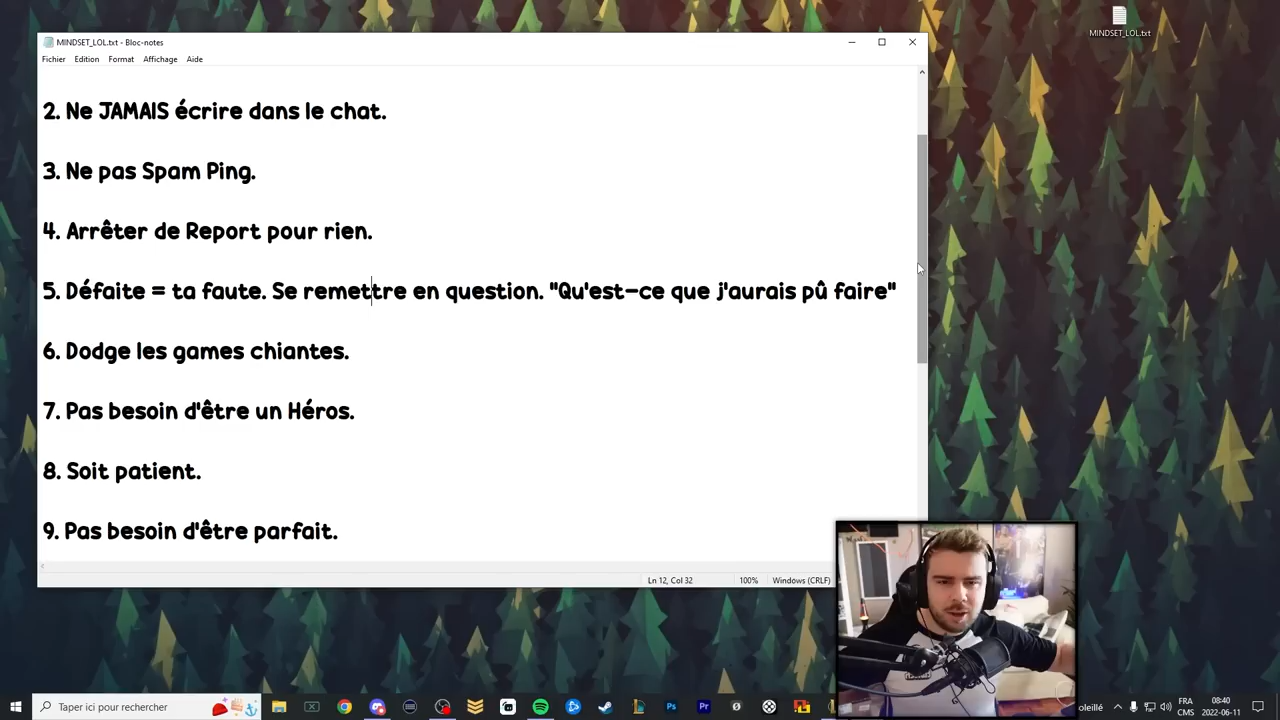 MINDSET_LOL.txt - Bloc-notes
MINDSET_LOL.txt
Fichier Edition Format Affichage Aide
2. Ne JAMAIS écrire dans le chat.
3. Ne pas Spam Ping.
4. Arrêter de Report pour rien.
5. Défaite = ta faute. Se remettre en question. "Qu'est-ce que j'aurais pû faire"
6. Dodge les games chiantes.
7. Pas besoin d'être un Héros.
8. Soit patient.
9. Pas besoin d'être parfait.
Ln 12, Col 32 100% Windows (CRLF)
Taper ici pour rechercher
oleillé
FRA
CMS
08:40
2022-06-11